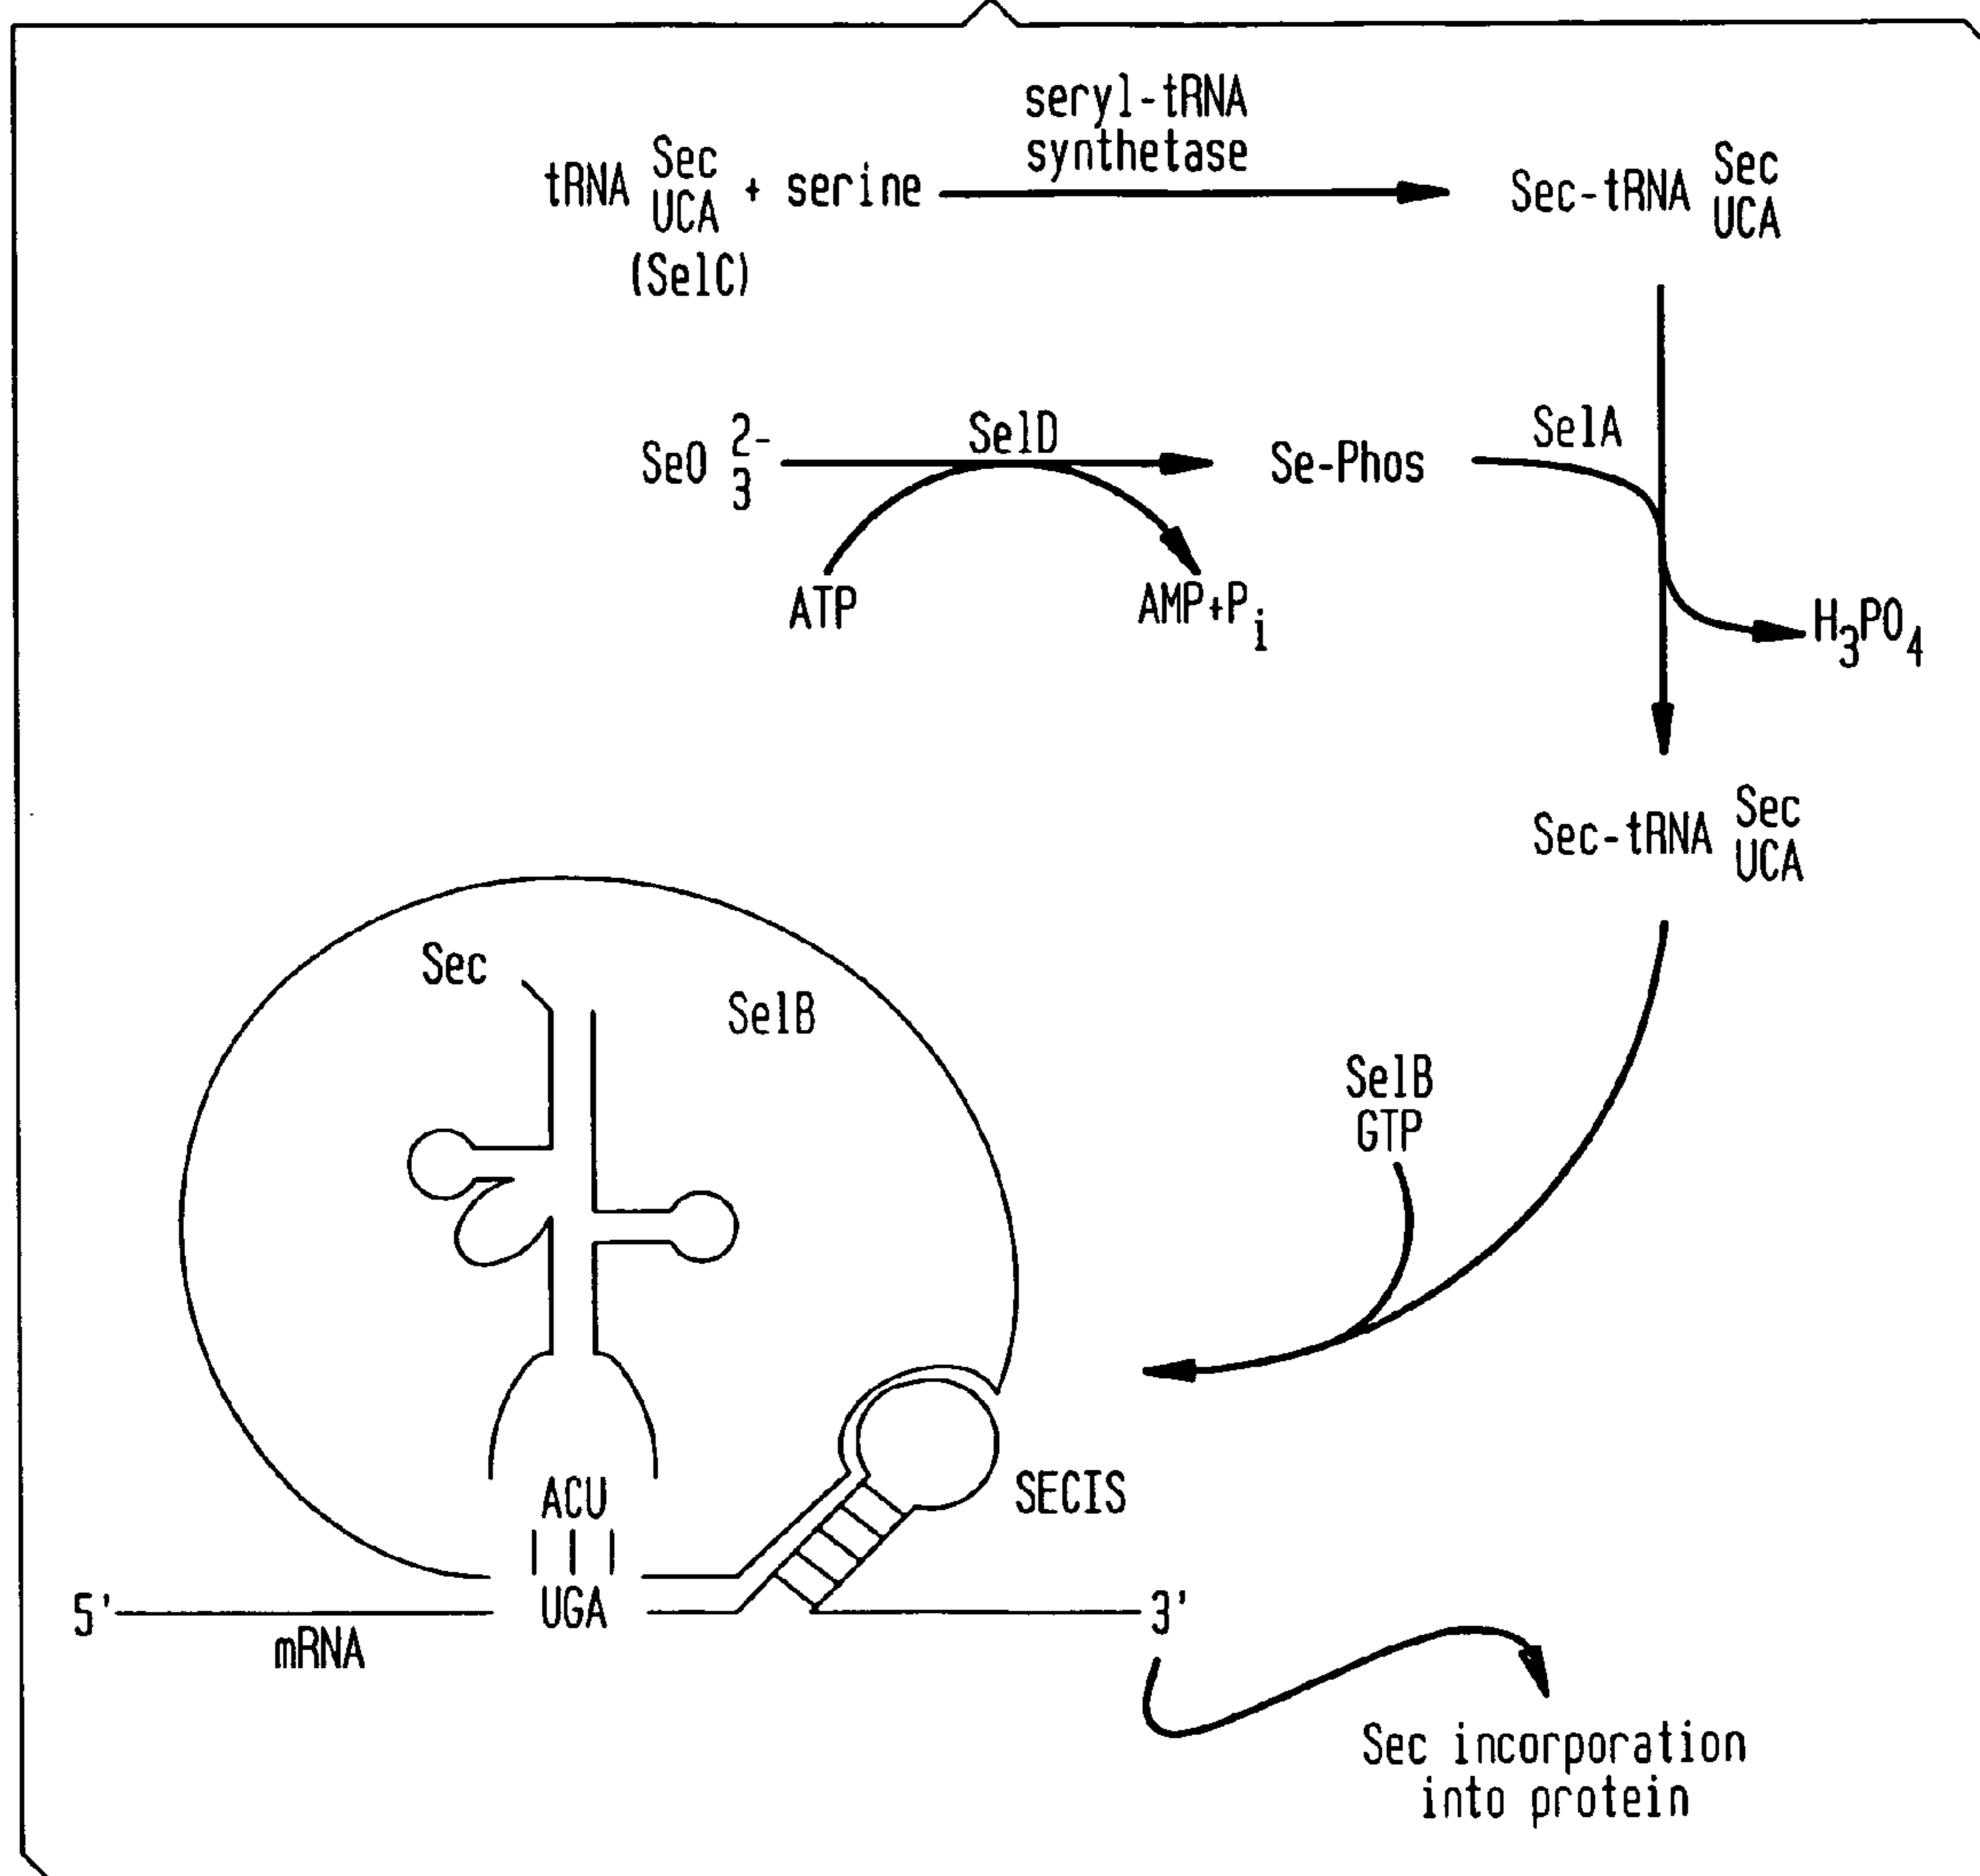 seryl-tRNA
synthetase
tRNA Sec UCA + serine
(SelC)
Sec-tRNA Sec UCA
SeO 2- 3
SelD
Se-Phos
SelA
ATP
AMP+Pi
H3PO4
Sec-tRNA Sec UCA
Sec
SelB
SelB
GTP
SECIS
ACU
UGA
5'
3'
mRNA
Sec incorporation
into protein